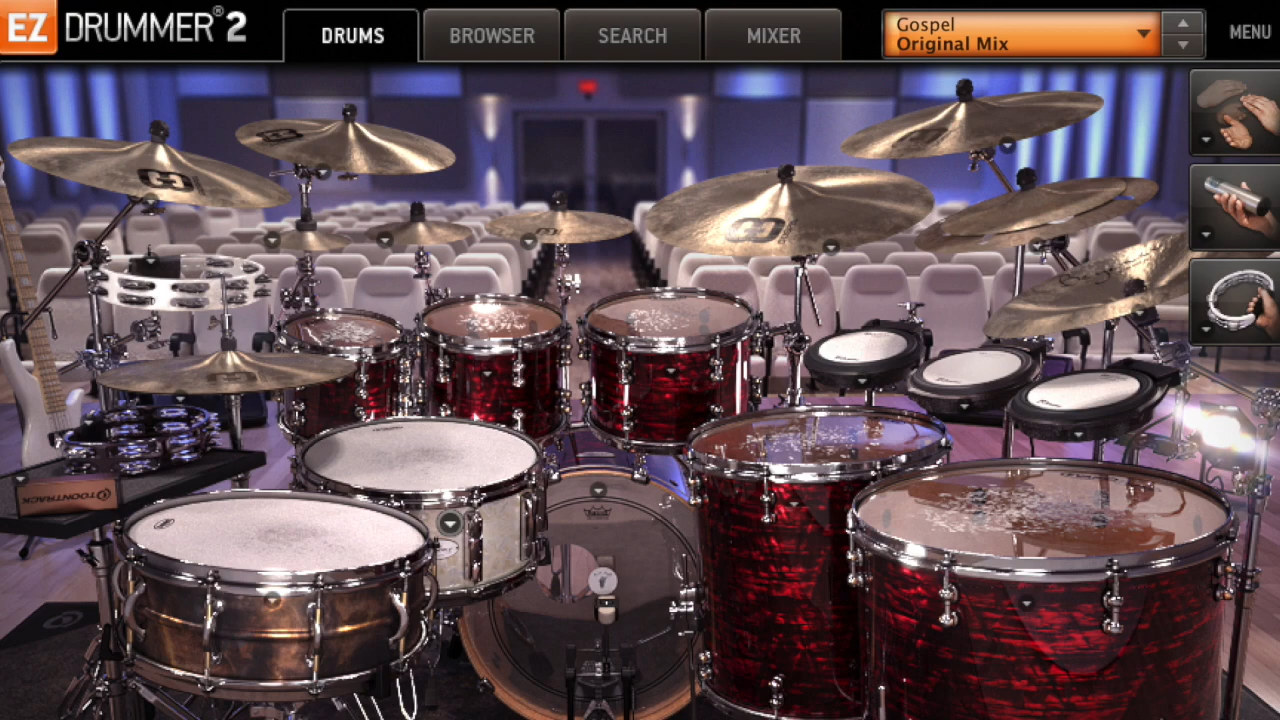 EZ DRUMMER® 2
DRUMS
BROWSER
SEARCH
MIXER
Gospel
Original Mix
MENU
TOONTRACK